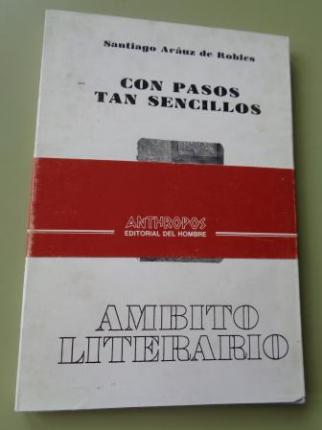 Santiago Aráuz de Robles
CON PASOS
TAN SENCILLOS
ANTHROPOS
EDITORIAL DEL HOMBRE
AMBITO
LITERARIO